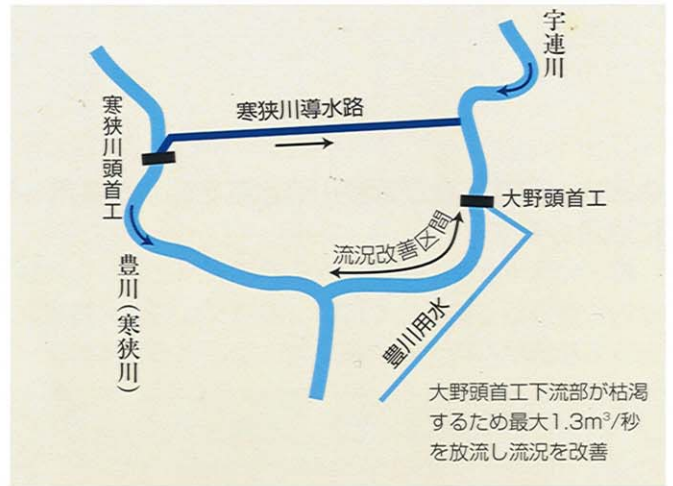 宇連川
寒狭川導水路
寒狭川頭首工
大野頭首工
流況改善区間
豊川(寒狭川)
豊川用水
大野頭首工下流部が枯渇
するため最大1.3m³/秒
を放流し流況を改善